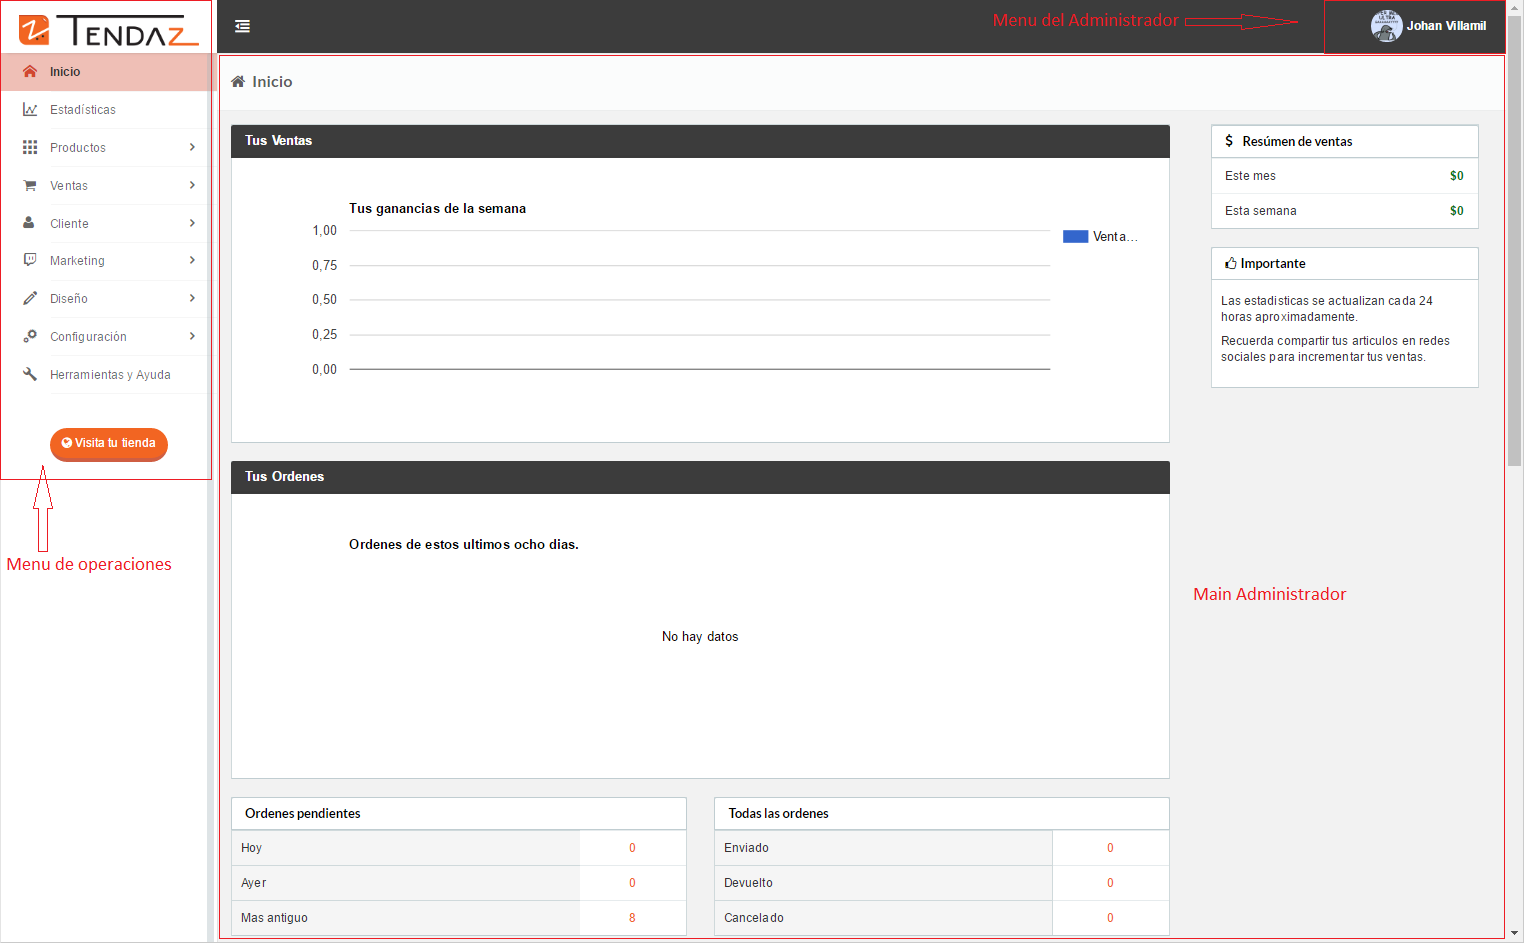 TENDAZ
Menu del Administrador
Johan Villamil
Inicio
Estadísticas
Productos
Ventas
Cliente
Marketing
Diseño
Configuración
Herramientas y Ayuda
Visita tu tienda
Menu de operaciones
Inicio
Tus Ventas
Tus ganancias de la semana
1,00
0,75
0,50
0,25
0,00
Venta...
Tus Ordenes
Ordenes de estos ultimos ocho dias.
No hay datos
Ordenes pendientes
Hoy 0
Ayer 0
Mas antiguo 8
Todas las ordenes
Enviado 0
Devuelto 0
Cancelado 0
$ Resúmen de ventas
Este mes $0
Esta semana $0
Importante
Las estadisticas se actualizan cada 24
horas aproximadamente.
Recuerda compartir tus articulos en redes
sociales para incrementar tus ventas.
Main Administrador